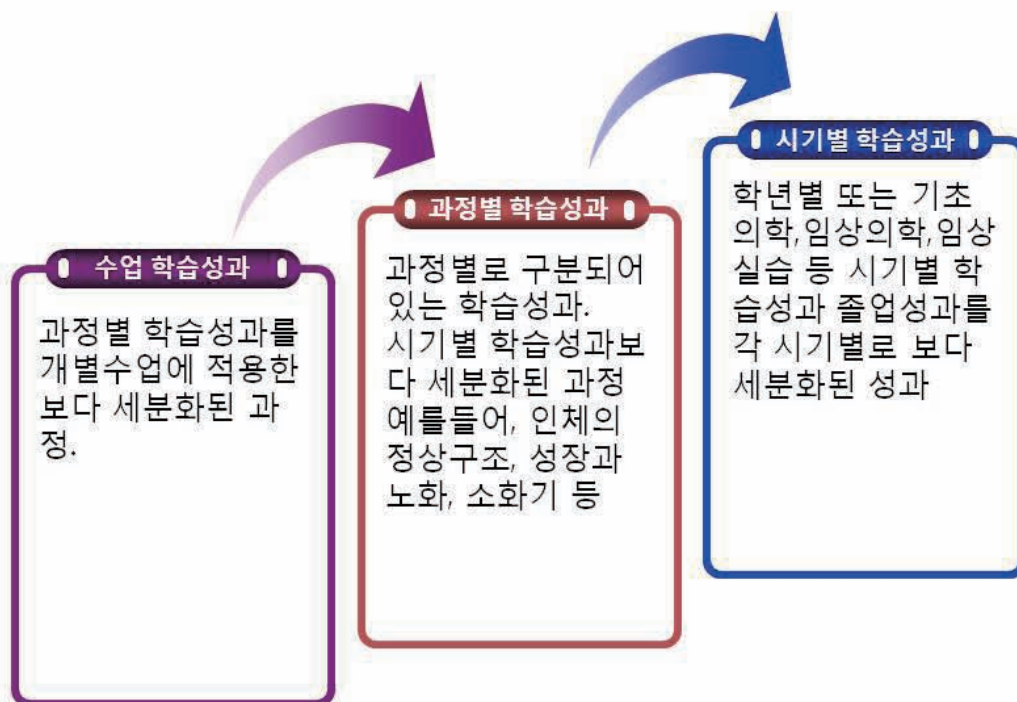 수업 학습성과
과정별 학습성과를
개별수업에 적용한
보다 세분화된 과
정.
과정별 학습성과
과정별로 구분되어
있는 학습성과.
시기별 학습성과보
다 세분화된 과정
예를들어, 인체의
정상구조, 성장과
노화, 소화기 등
시기별 학습성과
학년별 또는 기초
의학,임상의학,임상
실습 등 시기별 학
습성과 졸업성과를
각 시기별로 보다
세분화된 성과